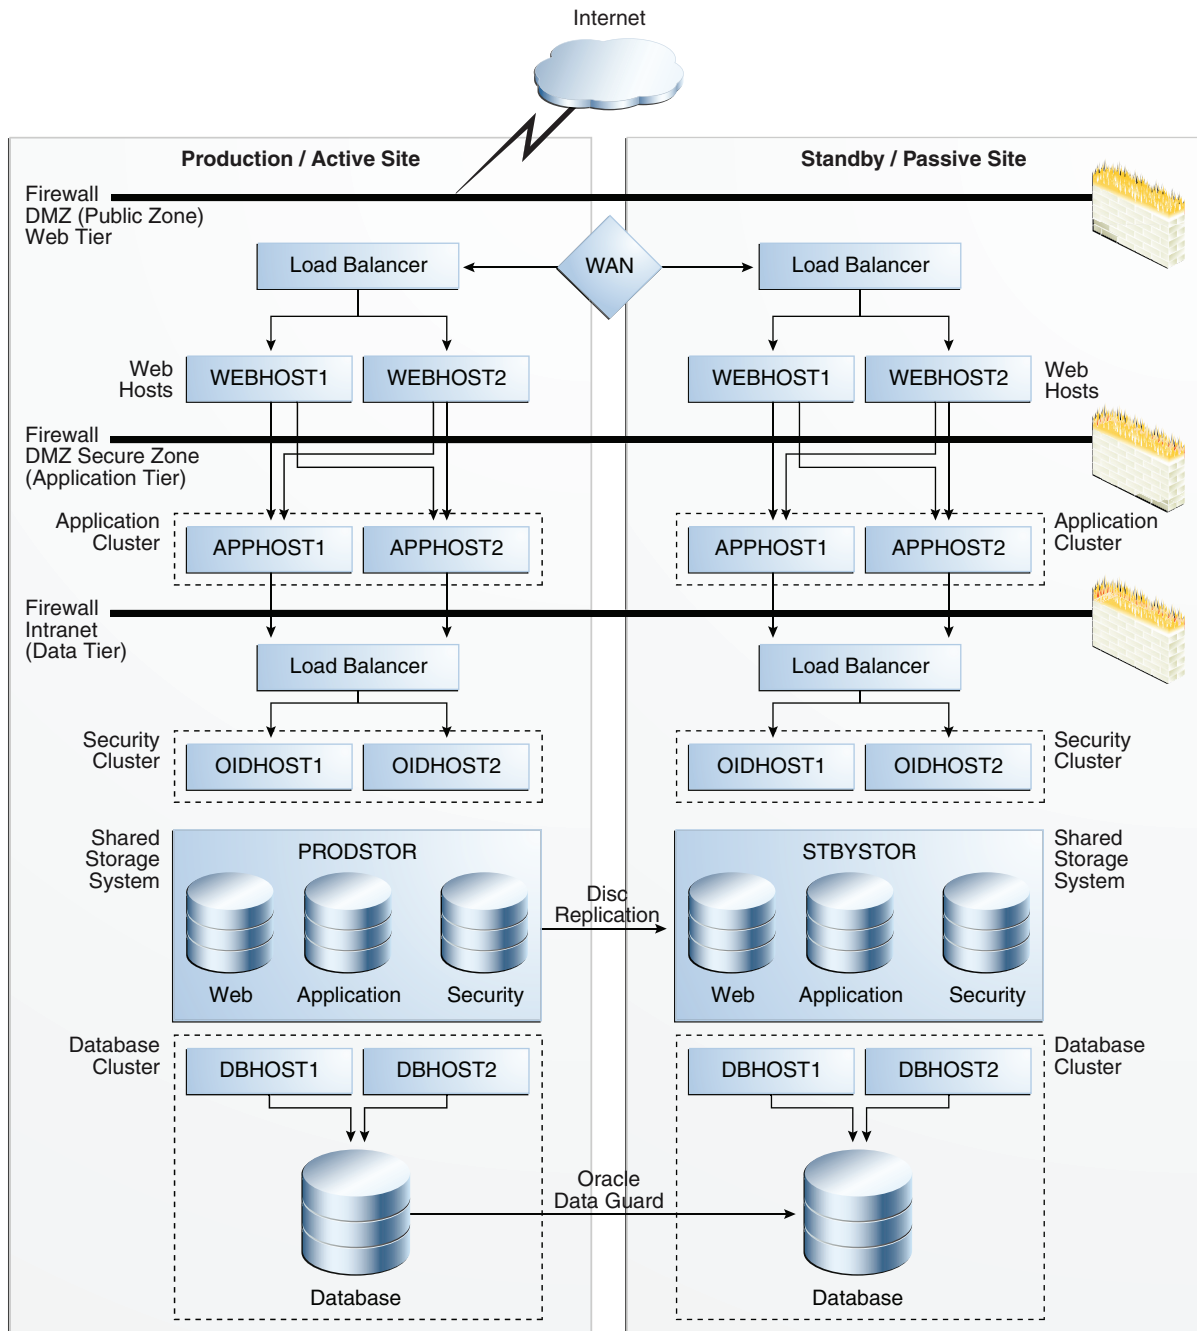 Internet
Production / Active Site
Standby / Passive Site
Firewall
DMZ (Public Zone)
Web Tier
Load Balancer
WAN
Load Balancer
Web
Hosts
WEBHOST1
WEBHOST2
WEBHOST1
WEBHOST2
Web
Hosts
Firewall
DMZ Secure Zone
(Application Tier)
Application
Cluster
APPHOST1
APPHOST2
APPHOST1
APPHOST2
Application
Cluster
Firewall
Intranet
(Data Tier)
Load Balancer
Load Balancer
Security
Cluster
OIDHOST1
OIDHOST2
OIDHOST1
OIDHOST2
Security
Cluster
Shared
Storage
System
PRODSTOR
Web
Application
Security
Disc
Replication
STBYSTOR
Web
Application
Security
Shared
Storage
System
Database
Cluster
DBHOST1
DBHOST2
DBHOST1
DBHOST2
Database
Cluster
Oracle
Data Guard
Database
Database